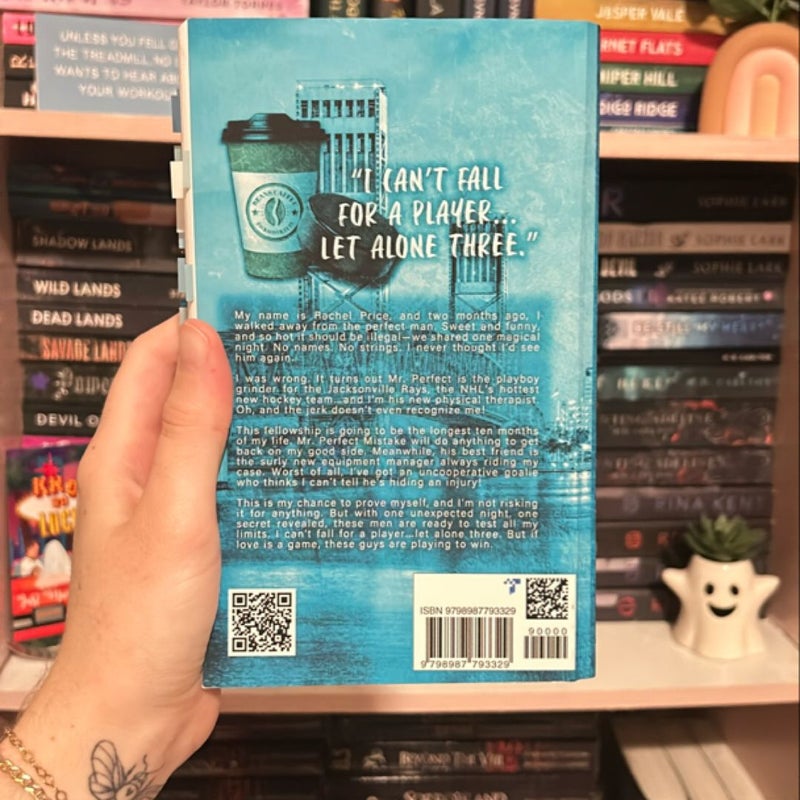 TAYLOR TORRES
UNLESS YOU FELL O
THE TREADMILL NO
WANTS TO HEAR AB
YOUR WORKOU
JASPER VALE
RNET FLATS
NIPER HILL
DIGO RIDGE
SHADOW LANDS
WILD LANDS
DEAD LANDS
SAVAGE LANDS
DEVIL
SOPHIE LARK
SOPHIE LARK
DEVIL
SOPHIE LARK
KATEE ROBERT
BE STILL MY HEART
"I CAN'T FALL
FOR A PLAYER...
LET ALONE THREE."
My name is Rachel Price, and two months ago, I
walked away from the perfect man. Sweet and funny,
and so hot it should be illegal—we shared one magical
night. No names. No strings. I never thought I'd see
him again.
I was wrong. It turns out Mr. Perfect is the playboy
grinder for the Jacksonville Rays, the NHL's hottest
new hockey team...and I'm his new physical therapist.
Oh, and the jerk doesn't even recognize me!
This fellowship is going to be the longest ten months
of my life. Mr. Perfect Mistake will do anything to get
back on my good side. Meanwhile, his best friend is
the surly new equipment manager always riding my
case. Worst of all, I've got an uncooperative goalie
who thinks I can't tell he's hiding an injury!
This is my chance to prove myself, and I'm not risking
it for anything. But with one unexpected night, one
secret revealed, these men are ready to test all my
limits. I can't fall for a player...let alone three. But if
love is a game, these guys are playing to win.
ISBN 9798987793329
90000
9 798987 793329
BEYOND THE VEIL